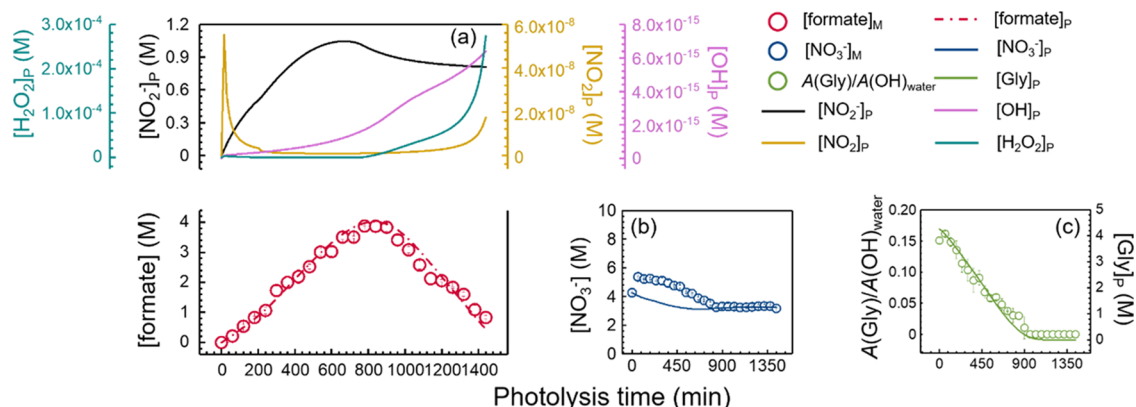 [H₂O₂]P (M)
3.0x10⁻⁴
2.0x10⁻⁴
1.0x10⁻⁴
0
[NO₂⁻]P (M)
1.2
0.9
0.6
0.3
0
(a)
[NO₂]P (M)
6.0x10⁻⁸
4.0x10⁻⁸
2.0x10⁻⁸
0
[OH]P (M)
8.0x10⁻¹⁵
6.0x10⁻¹⁵
4.0x10⁻¹⁵
2.0x10⁻¹⁵
0
[formate]M
[NO₃⁻]M
A(Gly)/A(OH)water
[NO₂⁻]P
[NO₂]P
[formate]P
[NO₃⁻]P
[Gly]P
[OH]P
[H₂O₂]P
[formate] (M)
4
3
2
1
0
0 200 400 600 800 1000 1200 1400
[NO₃⁻] (M)
10
8
6
4
2
0
(b)
0 450 900 1350
A(Gly)/A(OH)water
0.20
0.15
0.10
0.05
0
(c)
5
4
3
2
1
0
[Gly]P (M)
0 450 900 1350
Photolysis time (min)